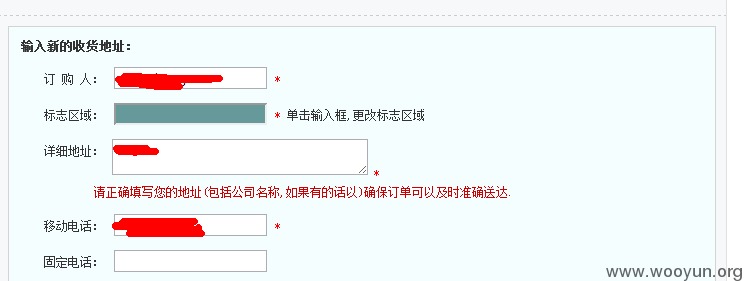 输入新的收货地址:
订 购 人: *
标志区域: * 单击输入框,更改标志区域
详细地址: *
请正确填写您的地址(包括公司名称,如果有的话以)确保订单可以及时准确送达.
移动电话: *
固定电话:
www.wooyun.org